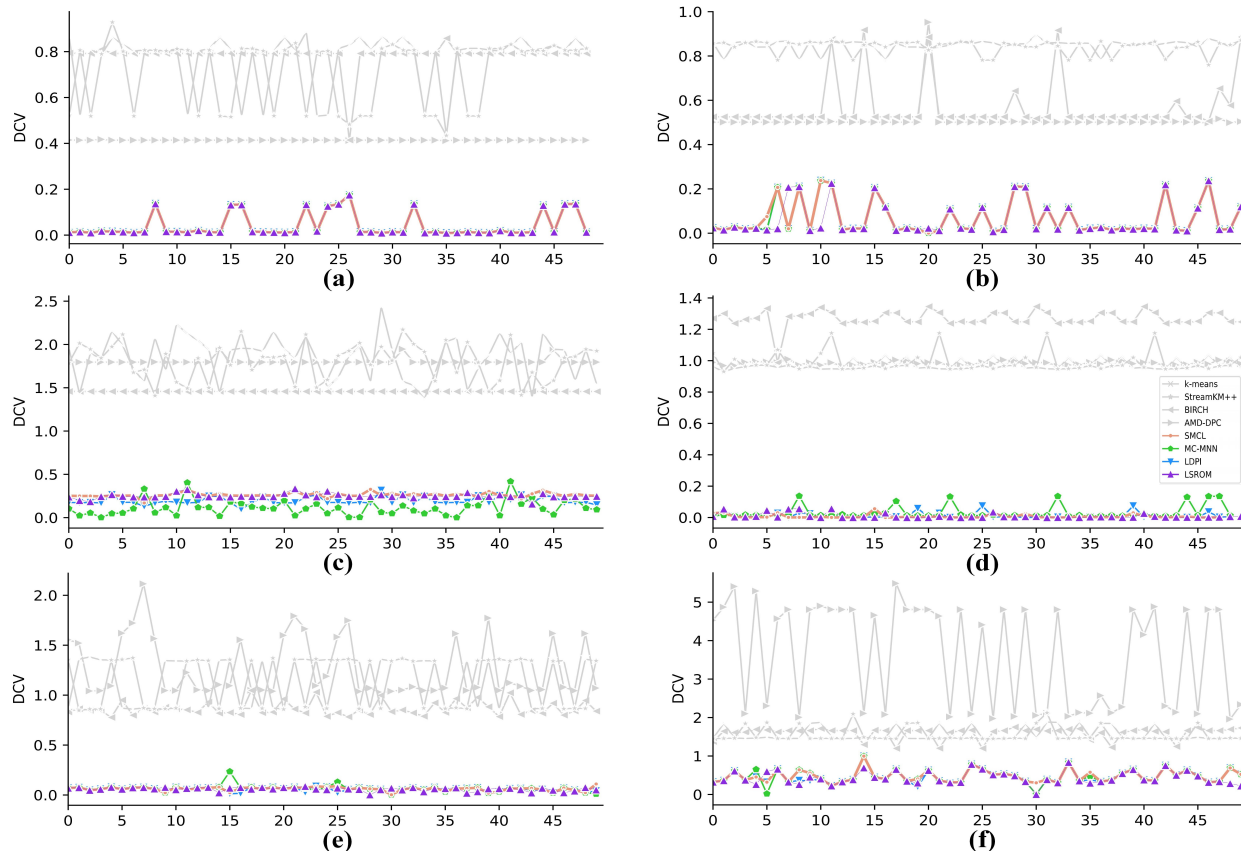 DCV
0.8
0.6
0.4
0.2
0.0
0 5 10 15 20 25 30 35 40 45
(a)
DCV
1.0
0.8
0.6
0.4
0.2
0.0
0 5 10 15 20 25 30 35 40 45
(b)
DCV
2.5
2.0
1.5
1.0
0.5
0.0
0 5 10 15 20 25 30 35 40 45
(c)
DCV
1.4
1.2
1.0
0.8
0.6
0.4
0.2
0.0
k-means
StreamKM++
BIRCH
AMD-DPC
SMCL
MC-MNN
LDPI
LSROM
0 5 10 15 20 25 30 35 40 45
(d)
DCV
2.0
1.5
1.0
0.5
0.0
0 5 10 15 20 25 30 35 40 45
(e)
DCV
5
4
3
2
1
0
0 5 10 15 20 25 30 35 40 45
(f)